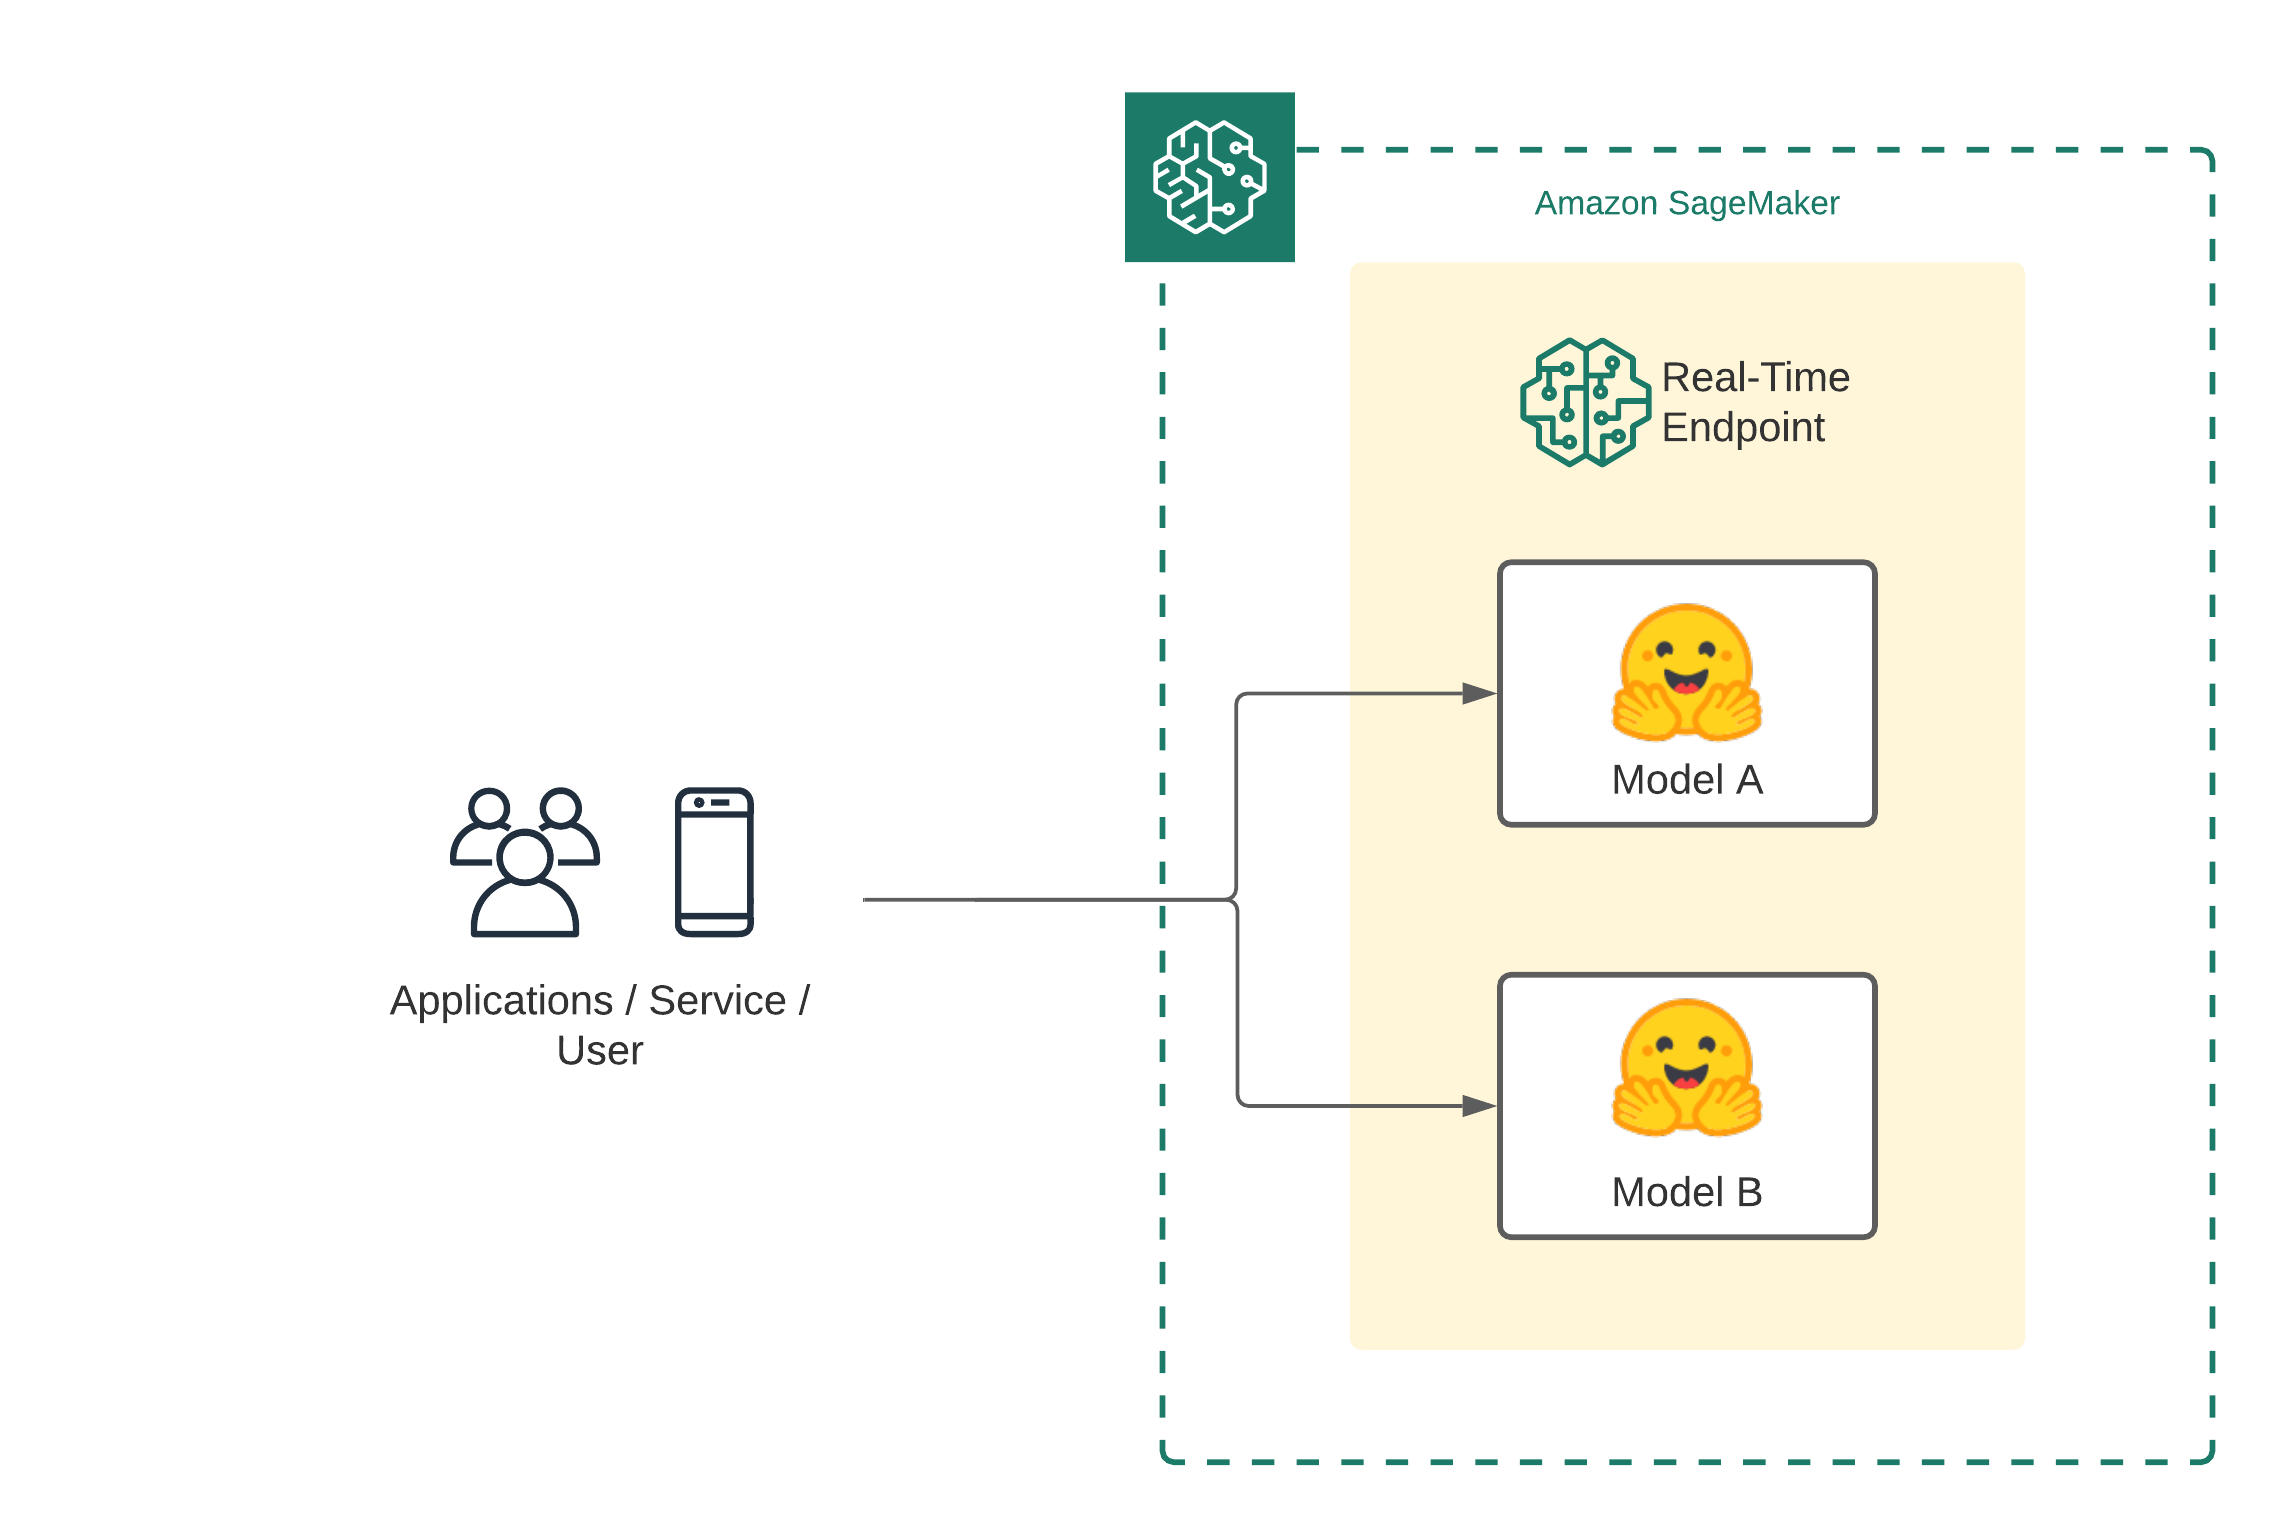 Amazon SageMaker
Real-Time
Endpoint
Model A
Applications / Service /
User
Model B